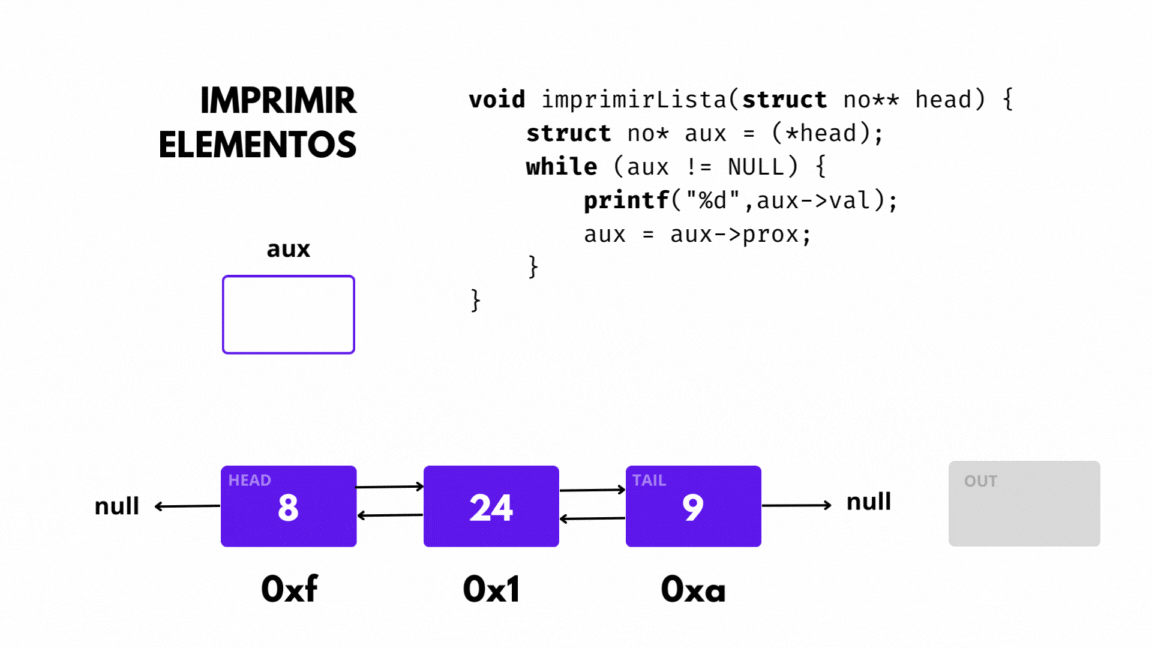 IMPRIMIR
ELEMENTOS
void imprimirLista(struct no** head) {
    struct no* aux = (*head);
    while (aux != NULL) {
        printf("%d",aux->val);
        aux = aux->prox;
    }
}
aux
null
HEAD
8
24
TAIL
9
null
OUT
0xf
0x1
0xa